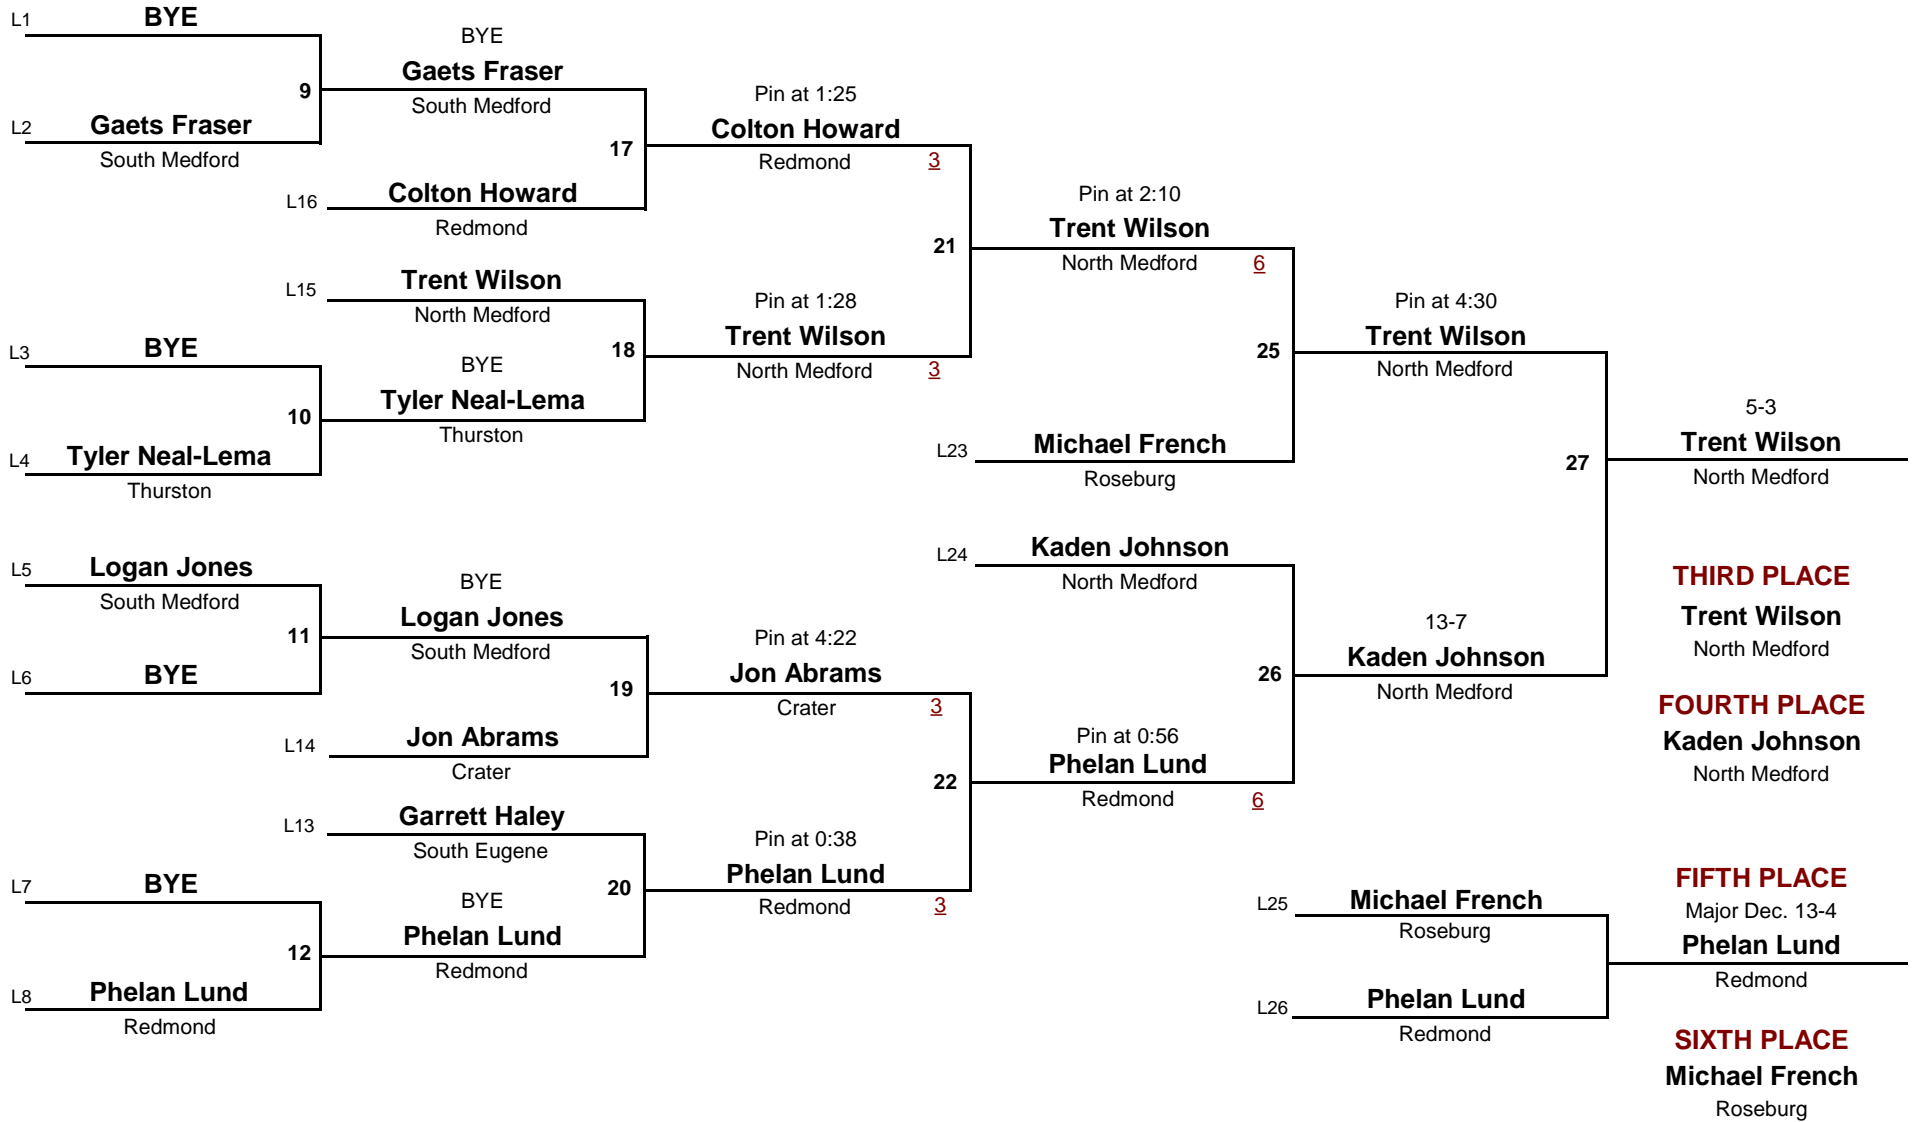 L1
BYE
9
L2
Gaets Fraser
South Medford
BYE
Gaets Fraser
South Medford
17
L16
Colton Howard
Redmond
Pin at 1:25
Colton Howard
Redmond
3
21
L15
Trent Wilson
North Medford
18
L3
BYE
10
BYE
Tyler Neal-Lema
Thurston
L4
Tyler Neal-Lema
Thurston
Pin at 1:28
Trent Wilson
North Medford
3
Pin at 2:10
Trent Wilson
North Medford
6
25
L23
Michael French
Roseburg
Pin at 4:30
Trent Wilson
North Medford
27
5-3
Trent Wilson
North Medford
L5
Logan Jones
South Medford
11
L6
BYE
BYE
Logan Jones
South Medford
19
L14
Jon Abrams
Crater
Pin at 4:22
Jon Abrams
Crater
3
22
L13
Garrett Haley
South Eugene
20
L7
BYE
12
BYE
Phelan Lund
Redmond
L8
Phelan Lund
Redmond
Pin at 0:38
Phelan Lund
Redmond
3
L24
Kaden Johnson
North Medford
26
Pin at 0:56
Phelan Lund
Redmond
6
13-7
Kaden Johnson
North Medford
THIRD PLACE
Trent Wilson
North Medford
FOURTH PLACE
Kaden Johnson
North Medford
L25
Michael French
Roseburg
L26
Phelan Lund
Redmond
FIFTH PLACE
Major Dec. 13-4
Phelan Lund
Redmond
SIXTH PLACE
Michael French
Roseburg